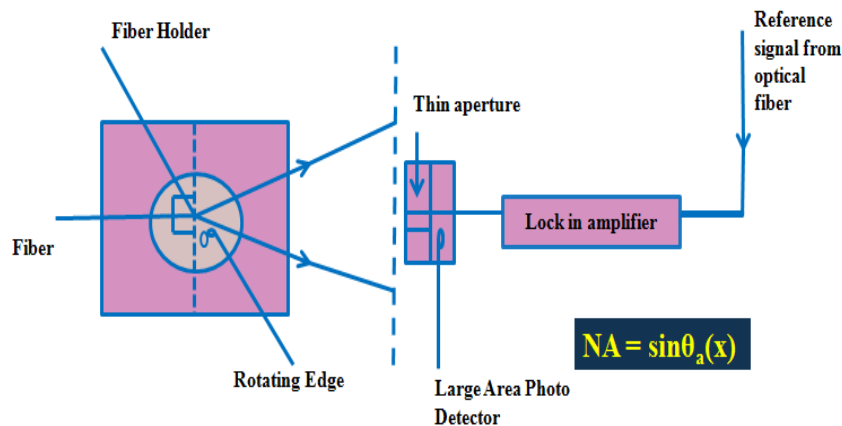 Fiber Holder
Reference
signal from
optical
fiber
Thin aperture
Lock in amplifier
Fiber
0°
NA = sinθₐ(x)
Rotating Edge
Large Area Photo
Detector